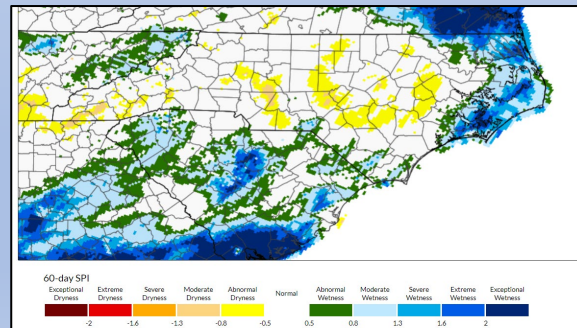 60-day SPI
Exceptional Dryness
Extreme Dryness
Severe Dryness
Moderate Dryness
Abnormal Dryness
Normal
Abnormal Wetness
Moderate Wetness
Severe Wetness
Extreme Wetness
Exceptional Wetness
-2 -1.6 -1.3 -0.8 -0.5 0.5 0.8 1.3 1.6 2